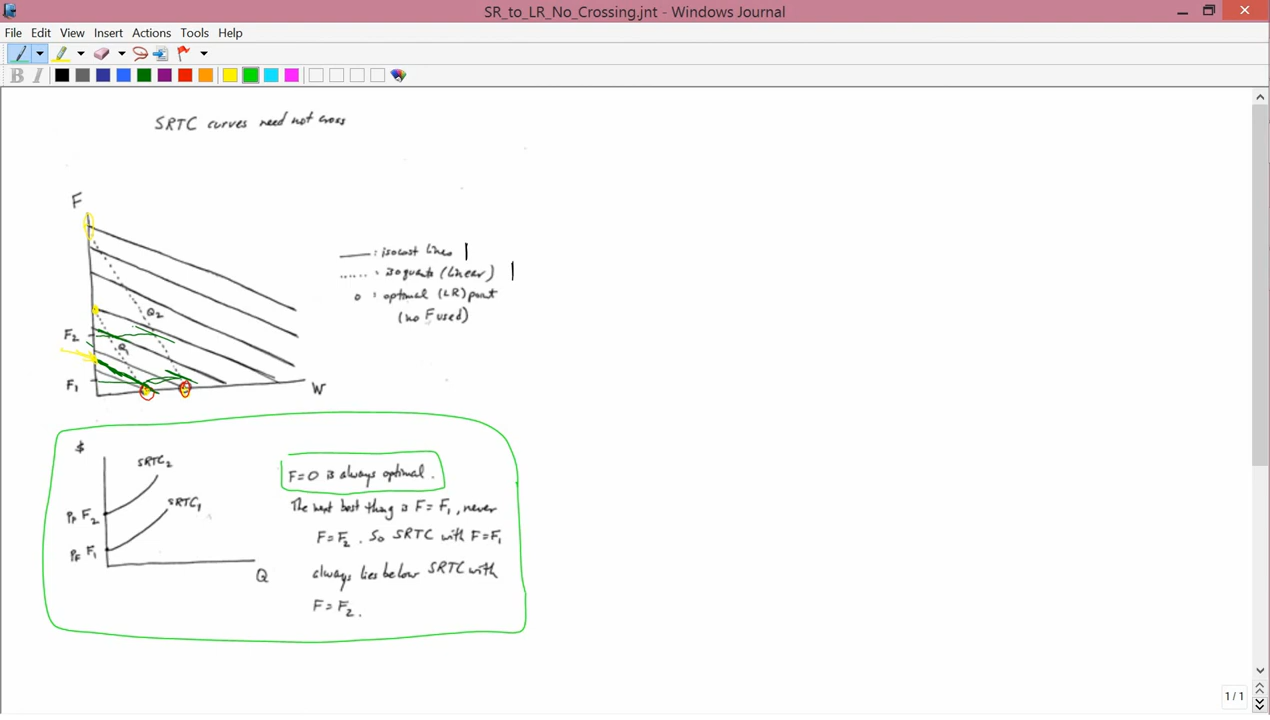 SR_to_LR_No_Crossing.jnt - Windows Journal
File Edit View Insert Actions Tools Help
B I
SRTC curves need not cross
F
: isocost lines
: isoquants (linear)
o : optimal (LR) point
(no F used)
Q2
F2
Q1
F1
W
$
SRTC2
SRTC1
PF F2
PF F1
Q
F=0 is always optimal.
The next best thing is F=F1, never
F=F2. So SRTC with F=F1
always lies below SRTC with
F=F2.
1 / 1